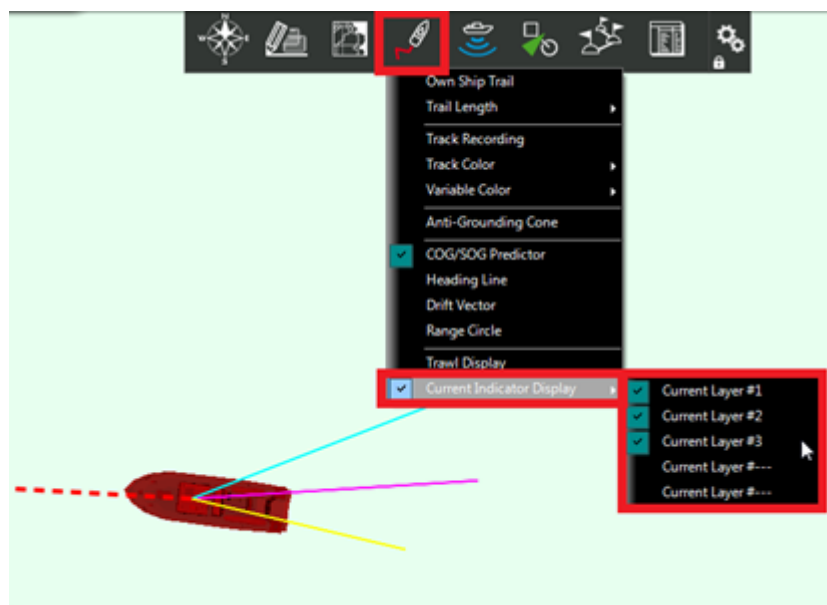 Own Ship Trail
Trail Length
Track Recording
Track Color
Variable Color
Anti-Grounding Cone
COG/SOG Predictor
Heading Line
Drift Vector
Range Circle
Trawl Display
Current Indicator Display
Current Layer #1
Current Layer #2
Current Layer #3
Current Layer #---
Current Layer #---